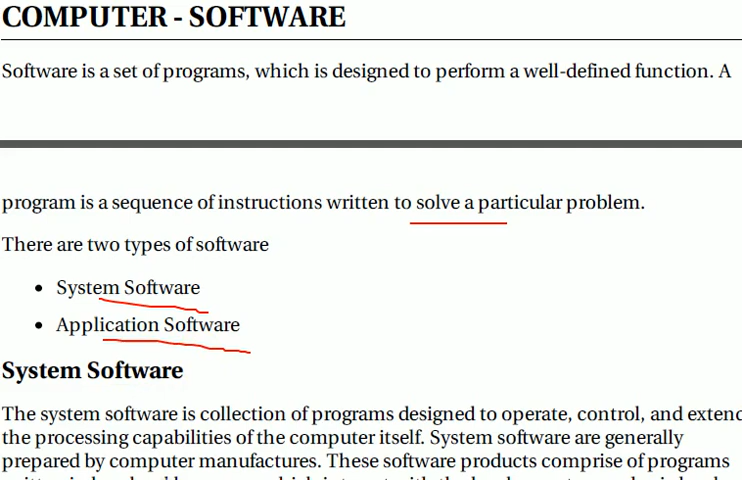 COMPUTER - SOFTWARE
Software is a set of programs, which is designed to perform a well-defined function. A
program is a sequence of instructions written to solve a particular problem.
There are two types of software
• System Software
• Application Software
System Software
The system software is collection of programs designed to operate, control, and extend
the processing capabilities of the computer itself. System software are generally
prepared by computer manufactures. These software products comprise of programs